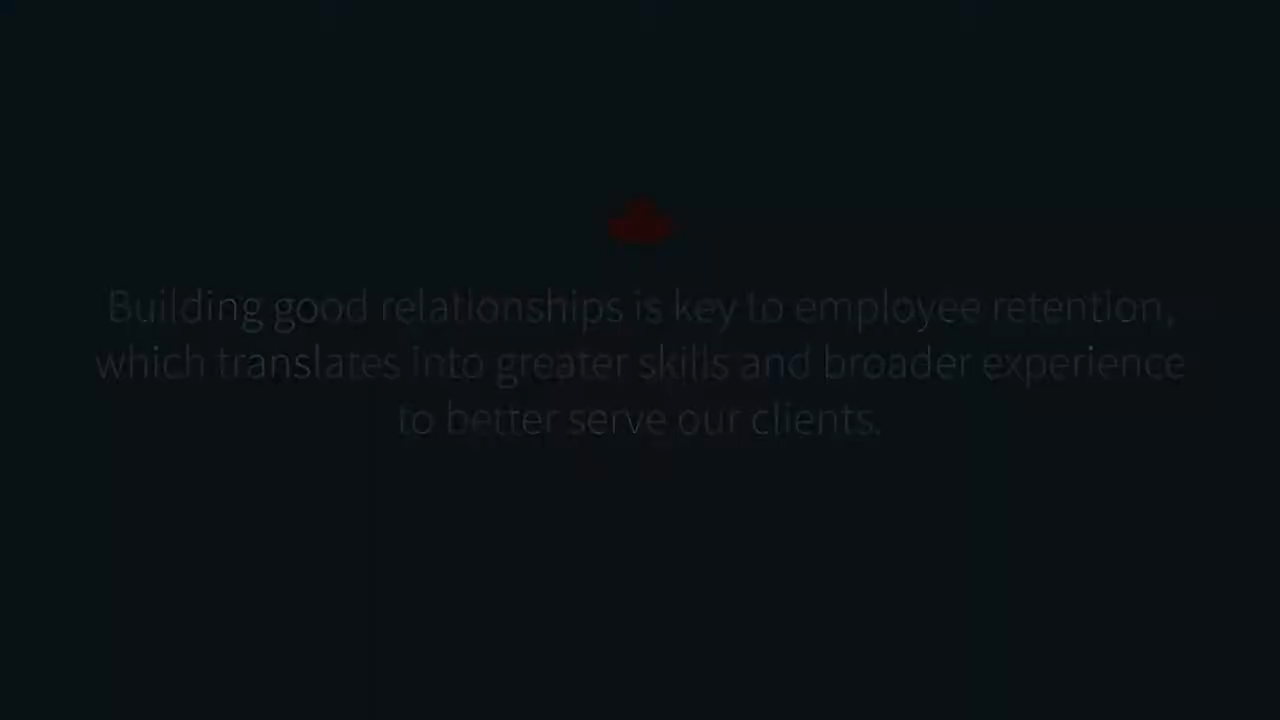 Building good relationships is key to employee retention,
which translates into greater skills and broader experience
to better serve our clients.